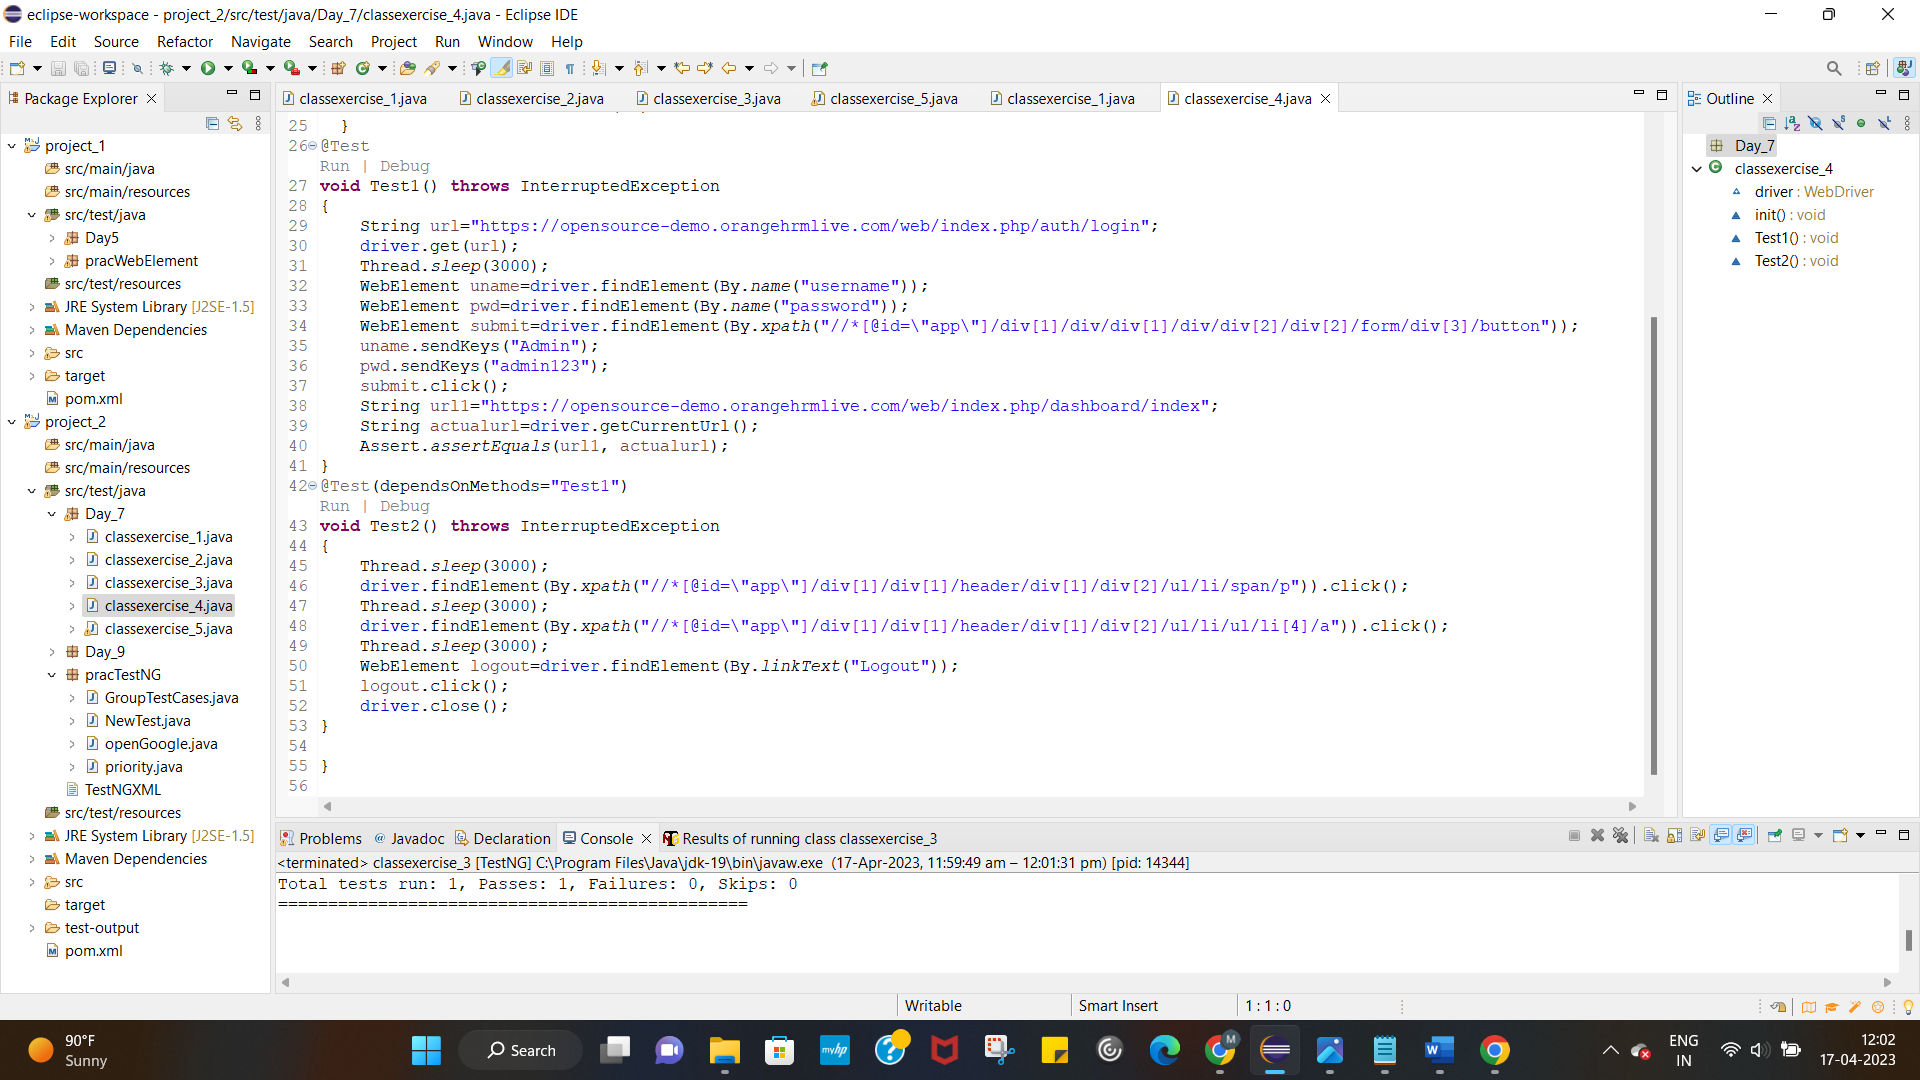 eclipse-workspace - project_2/src/test/java/Day_7/classexercise_4.java - Eclipse IDE
File Edit Source Refactor Navigate Search Project Run Window Help
Package Explorer
project_1
src/main/java
src/main/resources
src/test/java
Day5
pracWebElement
src/test/resources
JRE System Library [J2SE-1.5]
Maven Dependencies
src
target
pom.xml
project_2
src/main/java
src/main/resources
src/test/java
Day_7
classexercise_1.java
classexercise_2.java
classexercise_3.java
classexercise_4.java
classexercise_5.java
Day_9
pracTestNG
GroupTestCases.java
NewTest.java
openGoogle.java
priority.java
TestNGXML
src/test/resources
JRE System Library [J2SE-1.5]
Maven Dependencies
src
target
test-output
pom.xml
classexercise_1.java classexercise_2.java classexercise_3.java classexercise_5.java classexercise_1.java classexercise_4.java
25 }
26 @Test
Run | Debug
27 void Test1() throws InterruptedException
28 {
29 String url="https://opensource-demo.orangehrmlive.com/web/index.php/auth/login";
30 driver.get(url);
31 Thread.sleep(3000);
32 WebElement uname=driver.findElement(By.name("username"));
33 WebElement pwd=driver.findElement(By.name("password"));
34 WebElement submit=driver.findElement(By.xpath("//*[@id=\"app\"]/div[1]/div/div[1]/div/div[2]/div[2]/form/div[3]/button"));
35 uname.sendKeys("Admin");
36 pwd.sendKeys("admin123");
37 submit.click();
38 String url1="https://opensource-demo.orangehrmlive.com/web/index.php/dashboard/index";
39 String actualurl=driver.getCurrentUrl();
40 Assert.assertEquals(url1, actualurl);
41 }
42 @Test(dependsOnMethods="Test1")
Run | Debug
43 void Test2() throws InterruptedException
44 {
45 Thread.sleep(3000);
46 driver.findElement(By.xpath("//*[@id=\"app\"]/div[1]/div[1]/header/div[1]/div[2]/ul/li/span/p")).click();
47 Thread.sleep(3000);
48 driver.findElement(By.xpath("//*[@id=\"app\"]/div[1]/div[1]/header/div[1]/div[2]/ul/li/ul/li[4]/a")).click();
49 Thread.sleep(3000);
50 WebElement logout=driver.findElement(By.linkText("Logout"));
51 logout.click();
52 driver.close();
53 }
54
55 }
56
Outline
Day_7
classexercise_4
driver : WebDriver
init() : void
Test1() : void
Test2() : void
Problems Javadoc Declaration Console Results of running class classexercise_3
<terminated> classexercise_3 [TestNG] C:\Program Files\Java\jdk-19\bin\javaw.exe (17-Apr-2023, 11:59:49 am – 12:01:31 pm) [pid: 14344]
Total tests run: 1, Passes: 1, Failures: 0, Skips: 0
===============================================
Writable Smart Insert 1 : 1 : 0
90°F
Sunny
Search
myhp
M
ENG
IN
12:02
17-04-2023